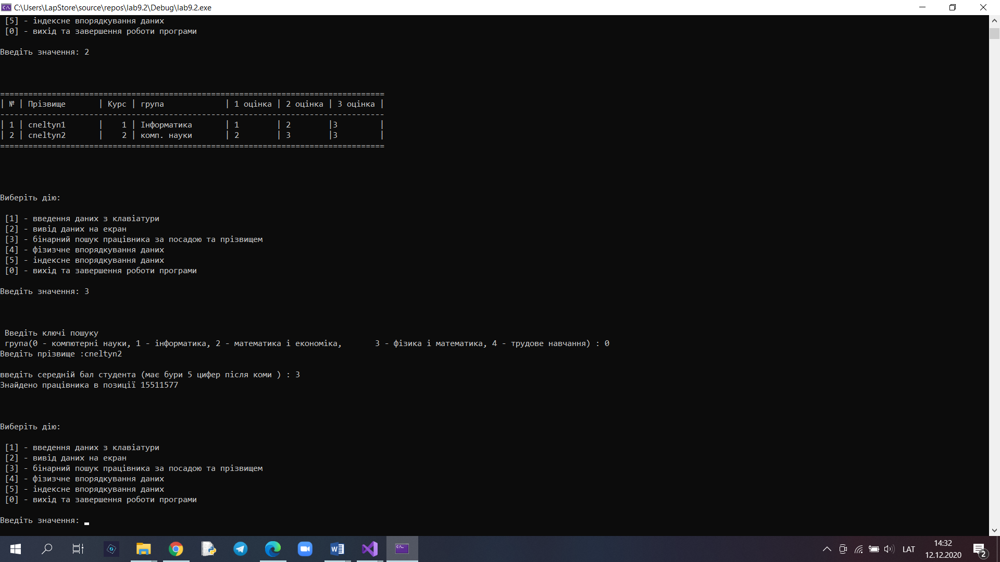 C:\Users\LapStore\source\repos\lab9.2\Debug\lab9.2.exe
[5] - індексне впорядкування даних
[0] - вихід та завершення роботи програми
Введіть значення: 2
==================================================================================
| № | Прізвище       | Курс | група             | 1 оцінка | 2 оцінка | 3 оцінка |
----------------------------------------------------------------------------------
| 1 | cneltyn1       |    1 | Інформатика       | 1        | 2        |3         |
| 2 | cneltyn2       |    2 | комп. науки       | 2        | 3        |3         |
==================================================================================
Виберіть дію:
[1] - введення даних з клавіатури
[2] - вивід даних на екран
[3] - бінарний пошук працівника за посадою та прізвищем
[4] - фізизчне впорядкування даних
[5] - індексне впорядкування даних
[0] - вихід та завершення роботи програми
Введіть значення: 3
Введіть ключі пошуку
група(0 - компютерні науки, 1 - інформатика, 2 - математика і економіка,       3 - фізика і математика, 4 - трудове навчання) : 0
Введіть прізвище :cneltyn2
введіть середній бал студента (має бури 5 цифер після коми ) : 3
Знайдено працівника в позиції 15511577
Виберіть дію:
[1] - введення даних з клавіатури
[2] - вивід даних на екран
[3] - бінарний пошук працівника за посадою та прізвищем
[4] - фізизчне впорядкування даних
[5] - індексне впорядкування даних
[0] - вихід та завершення роботи програми
Введіть значення:
LAT
14:32
12.12.2020
2